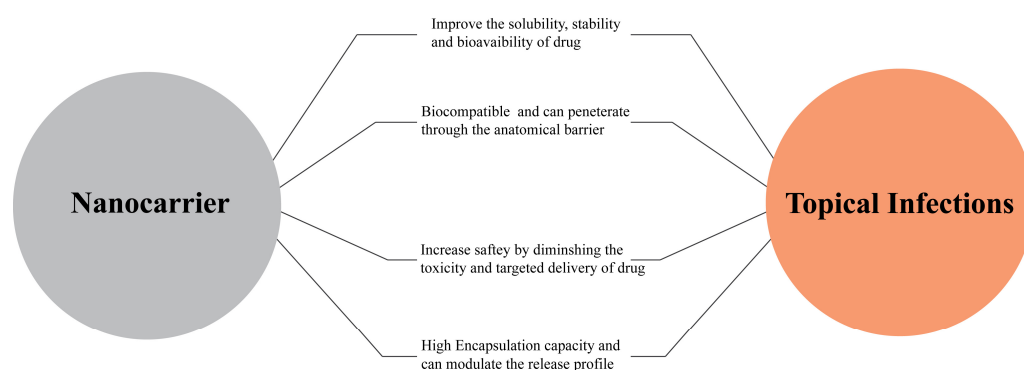 Improve the solubility, stability
and bioavaibility of drug
Biocompatible and can peneterate
through the anatomical barrier
Nanocarrier
Topical Infections
Increase saftey by diminshing the
toxicity and targeted delivery of drug
High Encapsulation capacity and
can modulate the release profile